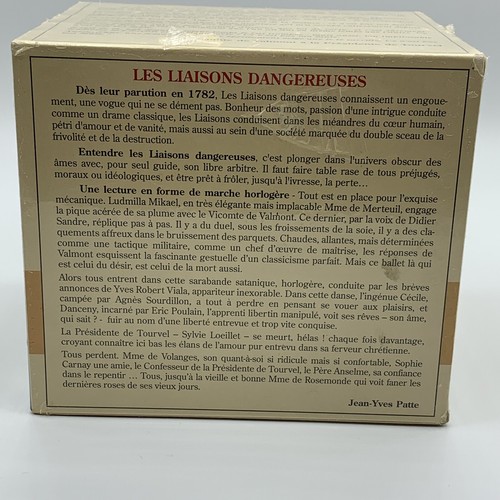 LES LIAISONS DANGEREUSES
Dès leur parution en 1782, Les Liaisons dangereuses connaissent un engoue-
ment, une vogue qui ne se dément pas. Bonheur des mots, passion d'une intrigue conduite
comme un drame classique, les Liaisons conduisent dans les méandres du cœur humain,
pétri d'amour et de vanité, mais aussi au sein d'une société marquée du double sceau de la
frivolité et de la destruction.
Entendre les Liaisons dangereuses, c'est plonger dans l'univers obscur des
âmes avec, pour seul guide, son libre arbitre. Il faut faire table rase de tous préjugés,
moraux ou idéologiques, et être prêt à frôler, jusqu'à l'ivresse, la perte...
Une lecture en forme de marche horlogère - Tout est en place pour l'exquise
mécanique. Ludmilla Mikael, en très élégante mais implacable Mme de Merteuil, engage
la pique acérée de sa plume avec le Vicomte de Valmont. Ce dernier, par la voix de Didier
Sandre, réplique pas à pas. Il y a du duel, sous les froissements de la soie, il y a des cla-
quements affreux dans le bruissement des parquets. Chaudes, allantes, mais déterminées
comme une tactique militaire, comme un chef d'œuvre de maîtrise, les réponses de
Valmont esquissent la fascinante gestuelle d'un classicisme parfait. Mais ce ballet là qui
est celui du désir, est celui de la mort aussi.
Alors tous entrent dans cette sarabande satanique, horlogère, conduite par les brèves
annonces de Yves Robert Viala, appariteur inexorable. Dans cette danse, l'ingénue Cécile,
campée par Agnès Sourdillon, a tout à perdre en pensant se vouer aux plaisirs, et
Danceny, incarné par Eric Poulain, l'apprenti libertin manipulé, voit ses rêves – son âme,
qui sait ? - fuir au nom d'une liberté entrevue et trop vite conquise.
La Présidente de Tourvel – Sylvie Loeillet – se meurt, hélas ! chaque fois davantage,
croyant connaître ici bas les élans de l'amour pur entrevu dans sa ferveur chrétienne.
Tous perdent. Mme de Volanges, son quant-à-soi si ridicule mais si confortable, Sophie
Carnay une amie, le Confesseur de la Présidente de Tourvel, le Père Anselme, sa confiance
dans le repentir ... Tous, jusqu'à la vieille et bonne Mme de Rosemonde qui voit faner les
dernières roses de ses vieux jours.
Jean-Yves Patte